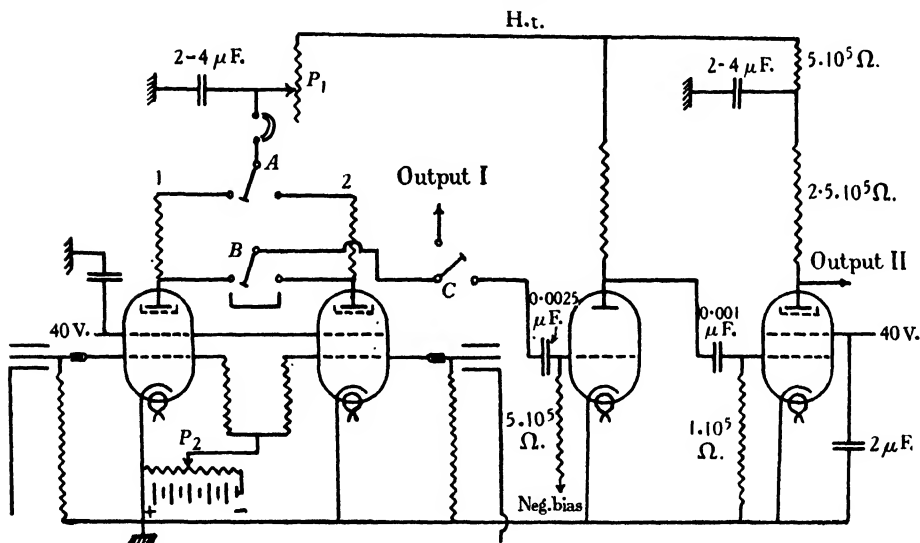 H.t.
2-4 μF.
P₁
2-4 μF.
5.10⁵Ω.
A
1
2
Output I
2·5.10⁵Ω.
B
C
Output II
0·0025
μF.
0·001
μF.
40 V.
40 V.
5.10⁵
Ω.
1.10⁵
Ω.
P₂
2 μF.
+
-
Neg. bias